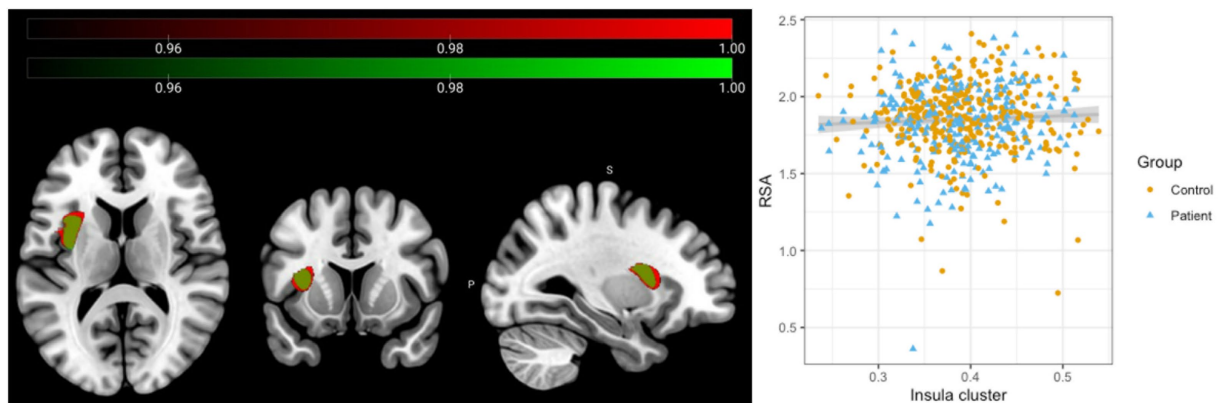 0.96 0.98 1.00
0.96 0.98 1.00
S
P
2.5
2.0
1.5
1.0
0.5
RSA
0.3 0.4 0.5
Insula cluster
Group
Control
Patient